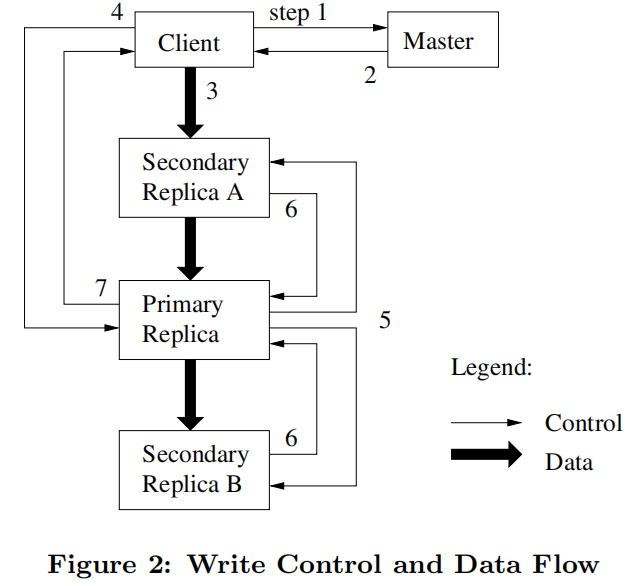 4
step 1
Client
Master
2
3
Secondary
Replica A
6
7
Primary
Replica
5
Legend:
Control
6
Secondary
Replica B
Data
Figure 2: Write Control and Data Flow